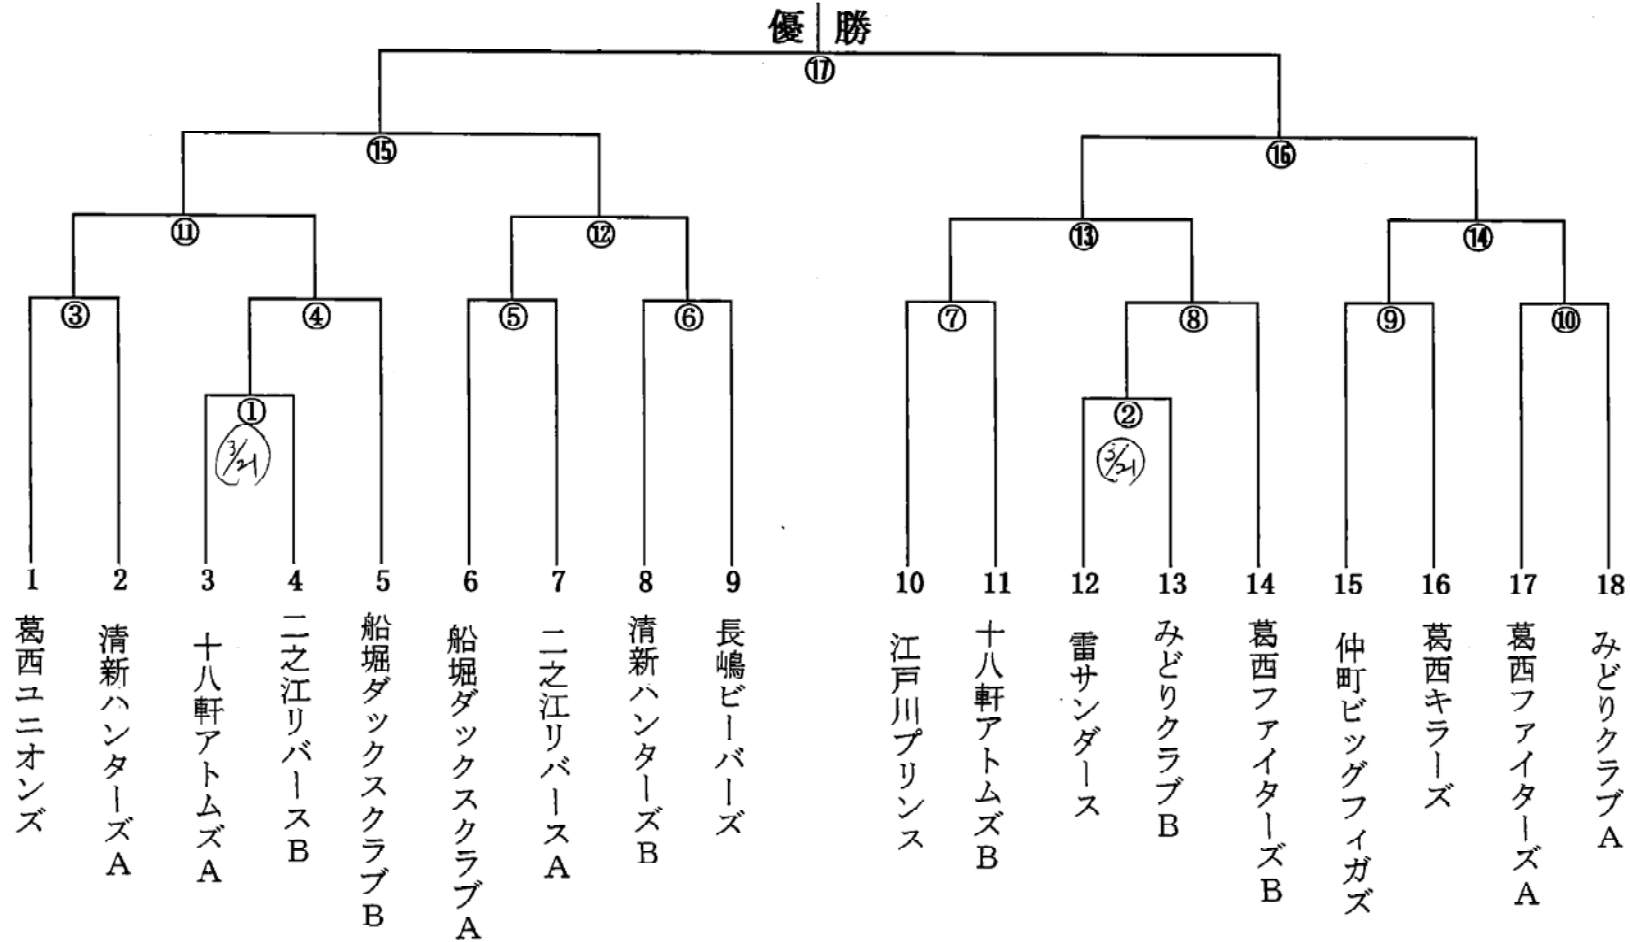 優勝
⑰
⑮
⑯
⑪
⑫
⑬
⑭
③
④
⑤
⑥
⑦
⑧
⑨
⑩
①
②
3/21
3/21
1
2
3
4
5
6
7
8
9
10
11
12
13
14
15
16
17
18
葛西ユニオンズ
清新ハンターズA
十八軒アトムズA
二之江リバースB
船堀ダックスクラブB
船堀ダックスクラブA
二之江リバースA
清新ハンターズB
長嶋ビーバーズ
江戸川プリンス
十八軒アトムズB
雷サンダース
みどりクラブB
葛西ファイターズB
仲町ビッグフィガズ
葛西キラーズ
葛西ファイターズA
みどりクラブA